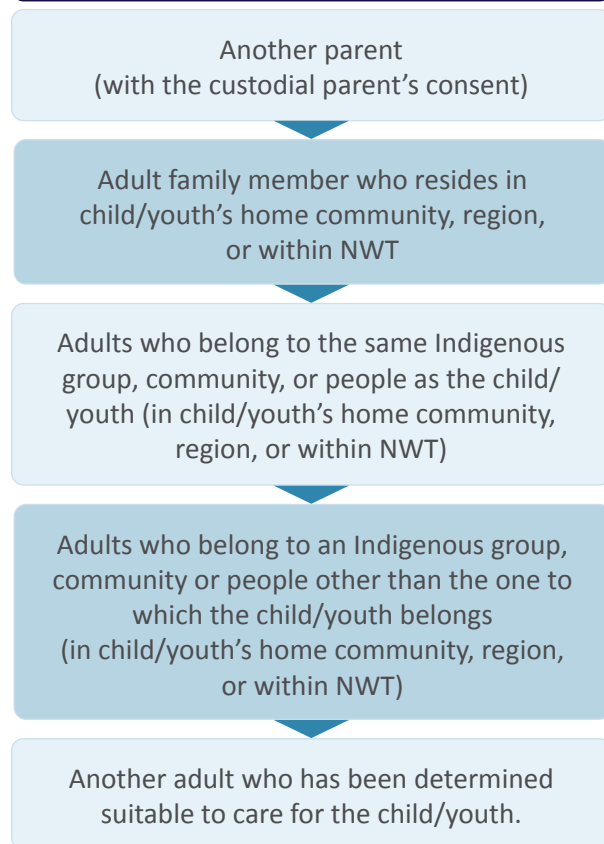 Another parent
(with the custodial parent’s consent)
Adult family member who resides in
child/youth’s home community, region,
or within NWT
Adults who belong to the same Indigenous
group, community, or people as the child/
youth (in child/youth’s home community,
region, or within NWT)
Adults who belong to an Indigenous group,
community or people other than the one to
which the child/youth belongs
(in child/youth’s home community, region,
or within NWT)
Another adult who has been determined
suitable to care for the child/youth.